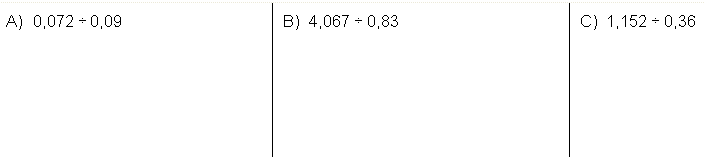 A) 0,072 ÷ 0,09
B) 4,067 ÷ 0,83
C) 1,152 ÷ 0,36